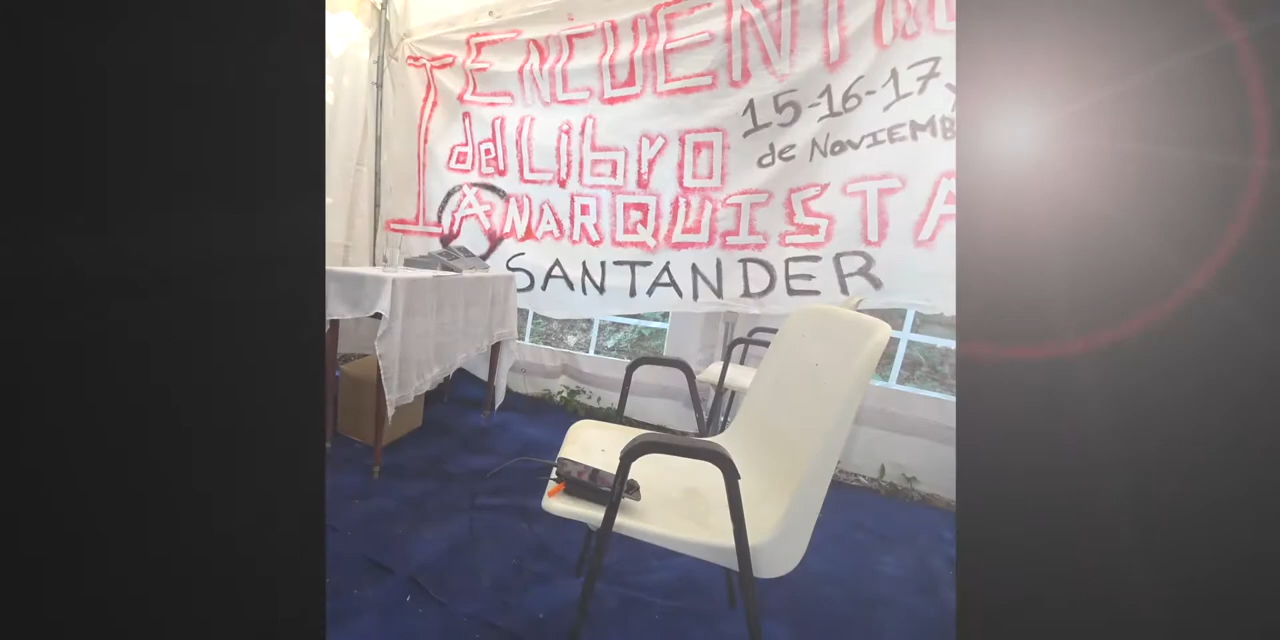 I ENCUENTR
del Libro
ANARQUISTA
SANTANDER
15-16-17 y
de NoviEMB